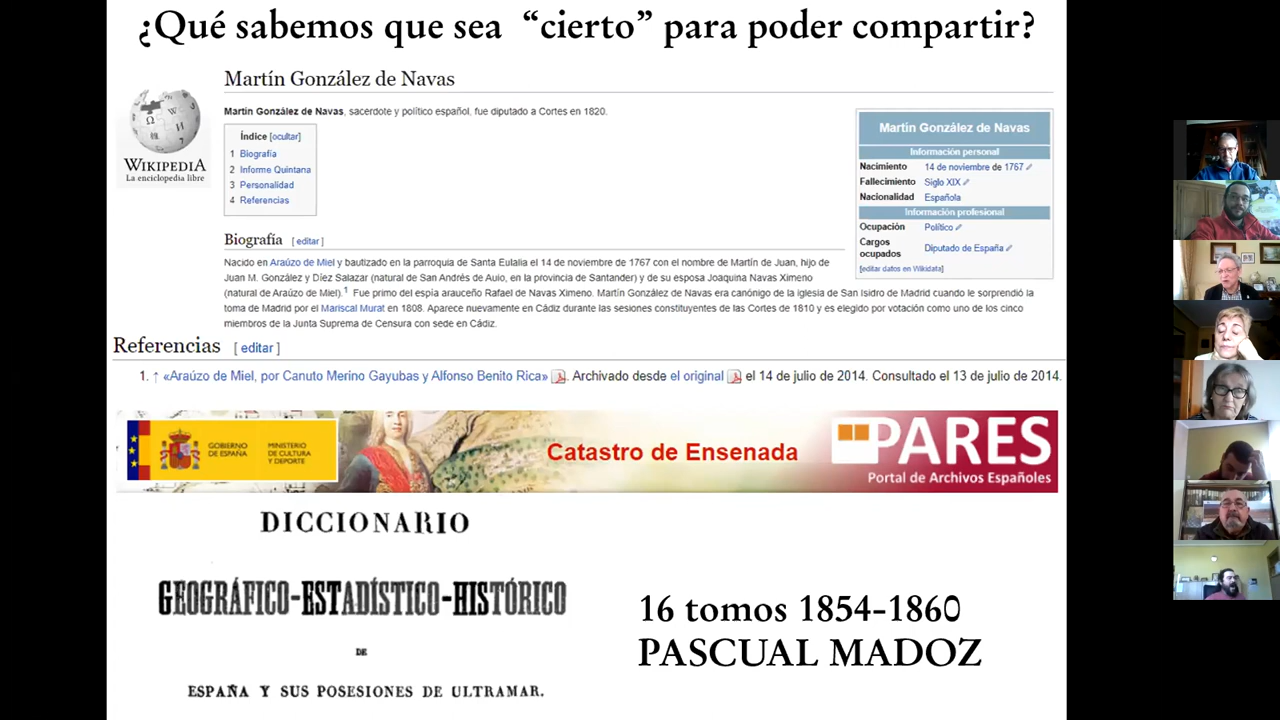 ¿Qué sabemos que sea “cierto” para poder compartir?
WIKIPEDIA
La enciclopedia libre
Martín González de Navas
Martín González de Navas, sacerdote y político español, fue diputado a Cortes en 1820.
Índice [ocultar]
1 Biografía
2 Informe Quintana
3 Personalidad
4 Referencias
Martín González de Navas
Información personal
Nacimiento 14 de noviembre de 1767
Fallecimiento Siglo XIX
Nacionalidad Española
Información profesional
Ocupación Político
Cargos ocupados Diputado de España
[editar datos en Wikidata]
Biografía [ editar ]
Nacido en Araúzo de Miel y bautizado en la parroquia de Santa Eulalia el 14 de noviembre de 1767 con el nombre de Martín de Juan, hijo de
Juan M. González y Díez Salazar (natural de San Andrés de Auio, en la provincia de Santander) y de su esposa Joaquina Navas Ximeno
(natural de Araúzo de Miel).1 Fue primo del espía arauceño Rafael de Navas Ximeno. Martín González de Navas era canónigo de la iglesia de San Isidro de Madrid cuando le sorprendió la
toma de Madrid por el Mariscal Murat en 1808. Aparece nuevamente en Cádiz durante las sesiones constituyentes de las Cortes de 1810 y es elegido por votación como uno de los cinco
miembros de la Junta Suprema de Censura con sede en Cádiz.
Referencias [ editar ]
1. ↑ «Araúzo de Miel, por Canuto Merino Gayubas y Alfonso Benito Rica». Archivado desde el original el 14 de julio de 2014. Consultado el 13 de julio de 2014.
GOBIERNO
DE ESPAÑA
MINISTERIO
DE CULTURA
Y DEPORTE
Catastro de Ensenada
PARES
Portal de Archivos Españoles
DICCIONARIO
GEOGRÁFICO-ESTADÍSTICO-HISTÓRICO
DE
ESPAÑA Y SUS POSESIONES DE ULTRAMAR.
16 tomos 1854-1860
PASCUAL MADOZ